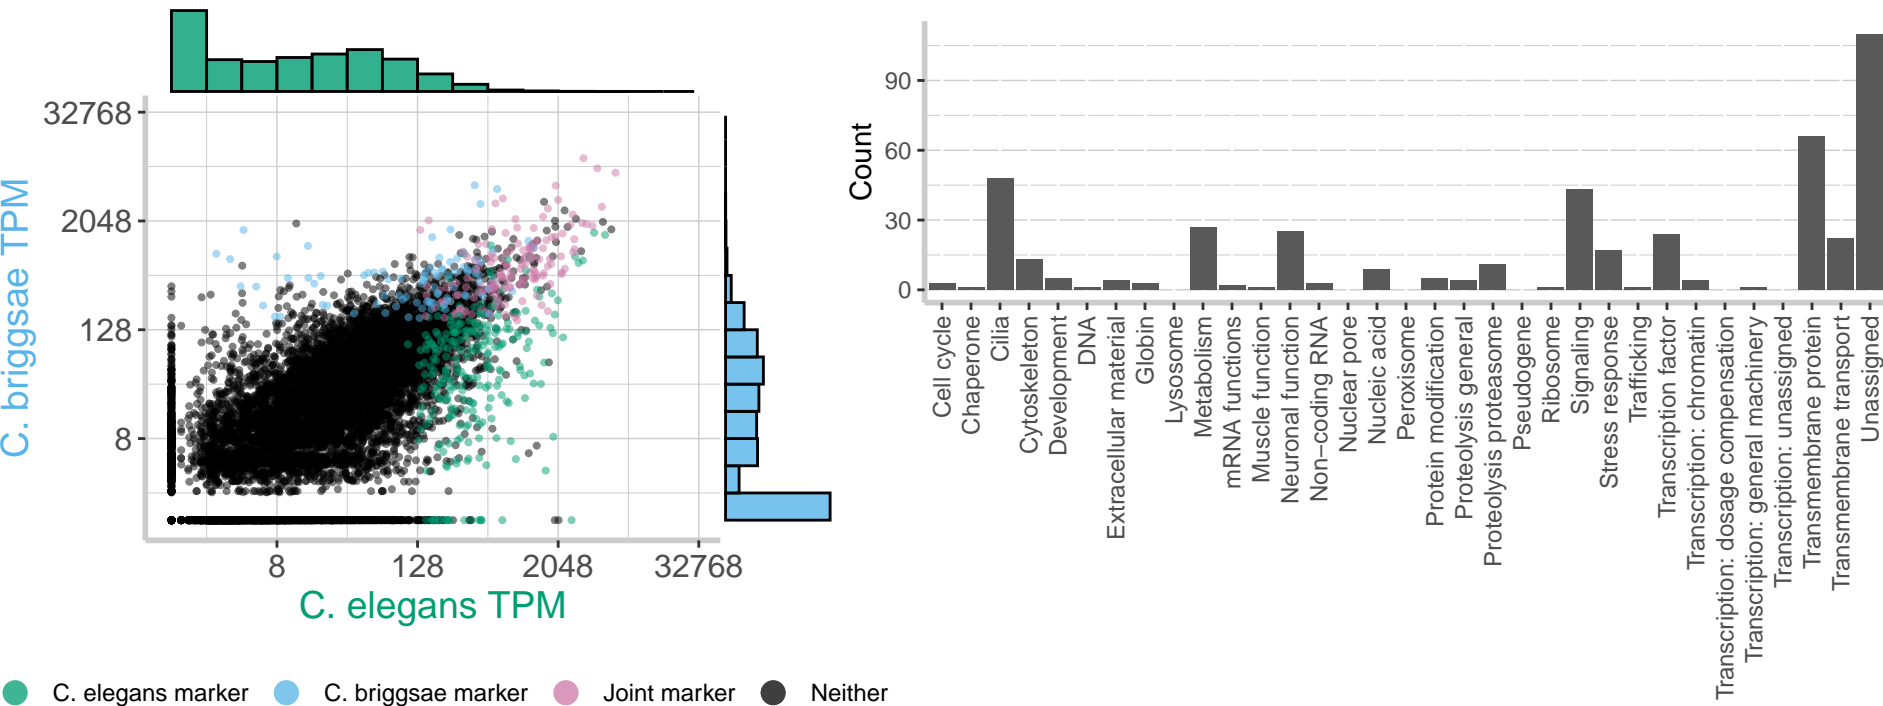 32768
2048
128
8
C. briggsae TPM
8
128
2048
32768
C. elegans TPM
C. elegans marker
C. briggsae marker
Joint marker
Neither
Count
90
60
30
0
Cell cycle
Chaperone
Cilia
Cytoskeleton
Development
DNA
Extracellular material
Globin
Lysosome
Metabolism
mRNA functions
Muscle function
Neuronal function
Non−coding RNA
Nuclear pore
Nucleic acid
Peroxisome
Protein modification
Proteolysis general
Proteolysis proteasome
Pseudogene
Ribosome
Signaling
Stress response
Trafficking
Transcription factor
Transcription: chromatin
Transcription: dosage compensation
Transcription: general machinery
Transcription: unassigned
Transmembrane protein
Transmembrane transport
Unassigned